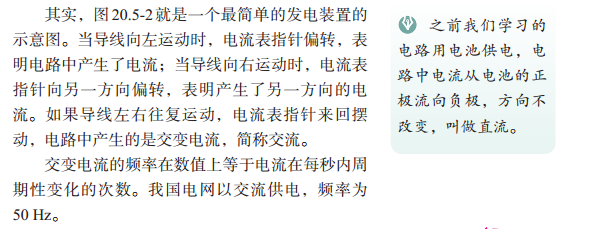 其实，图20.5-2就是一个最简单的发电装置的
示意图。当导线向左运动时，电流表指针偏转，表
明电路中产生了电流；当导线向右运动时，电流表
指针向另一方向偏转，表明产生了另一方向的电
流。如果导线左右往复运动，电流表指针来回摆
动，电路中产生的是交变电流，简称交流。
交变电流的频率在数值上等于电流在每秒内周
期性变化的次数。我国电网以交流供电，频率为
50 Hz。
之前我们学习的
电路用电池供电，电
路中电流从电池的正
极流向负极，方向不
改变，叫做直流。